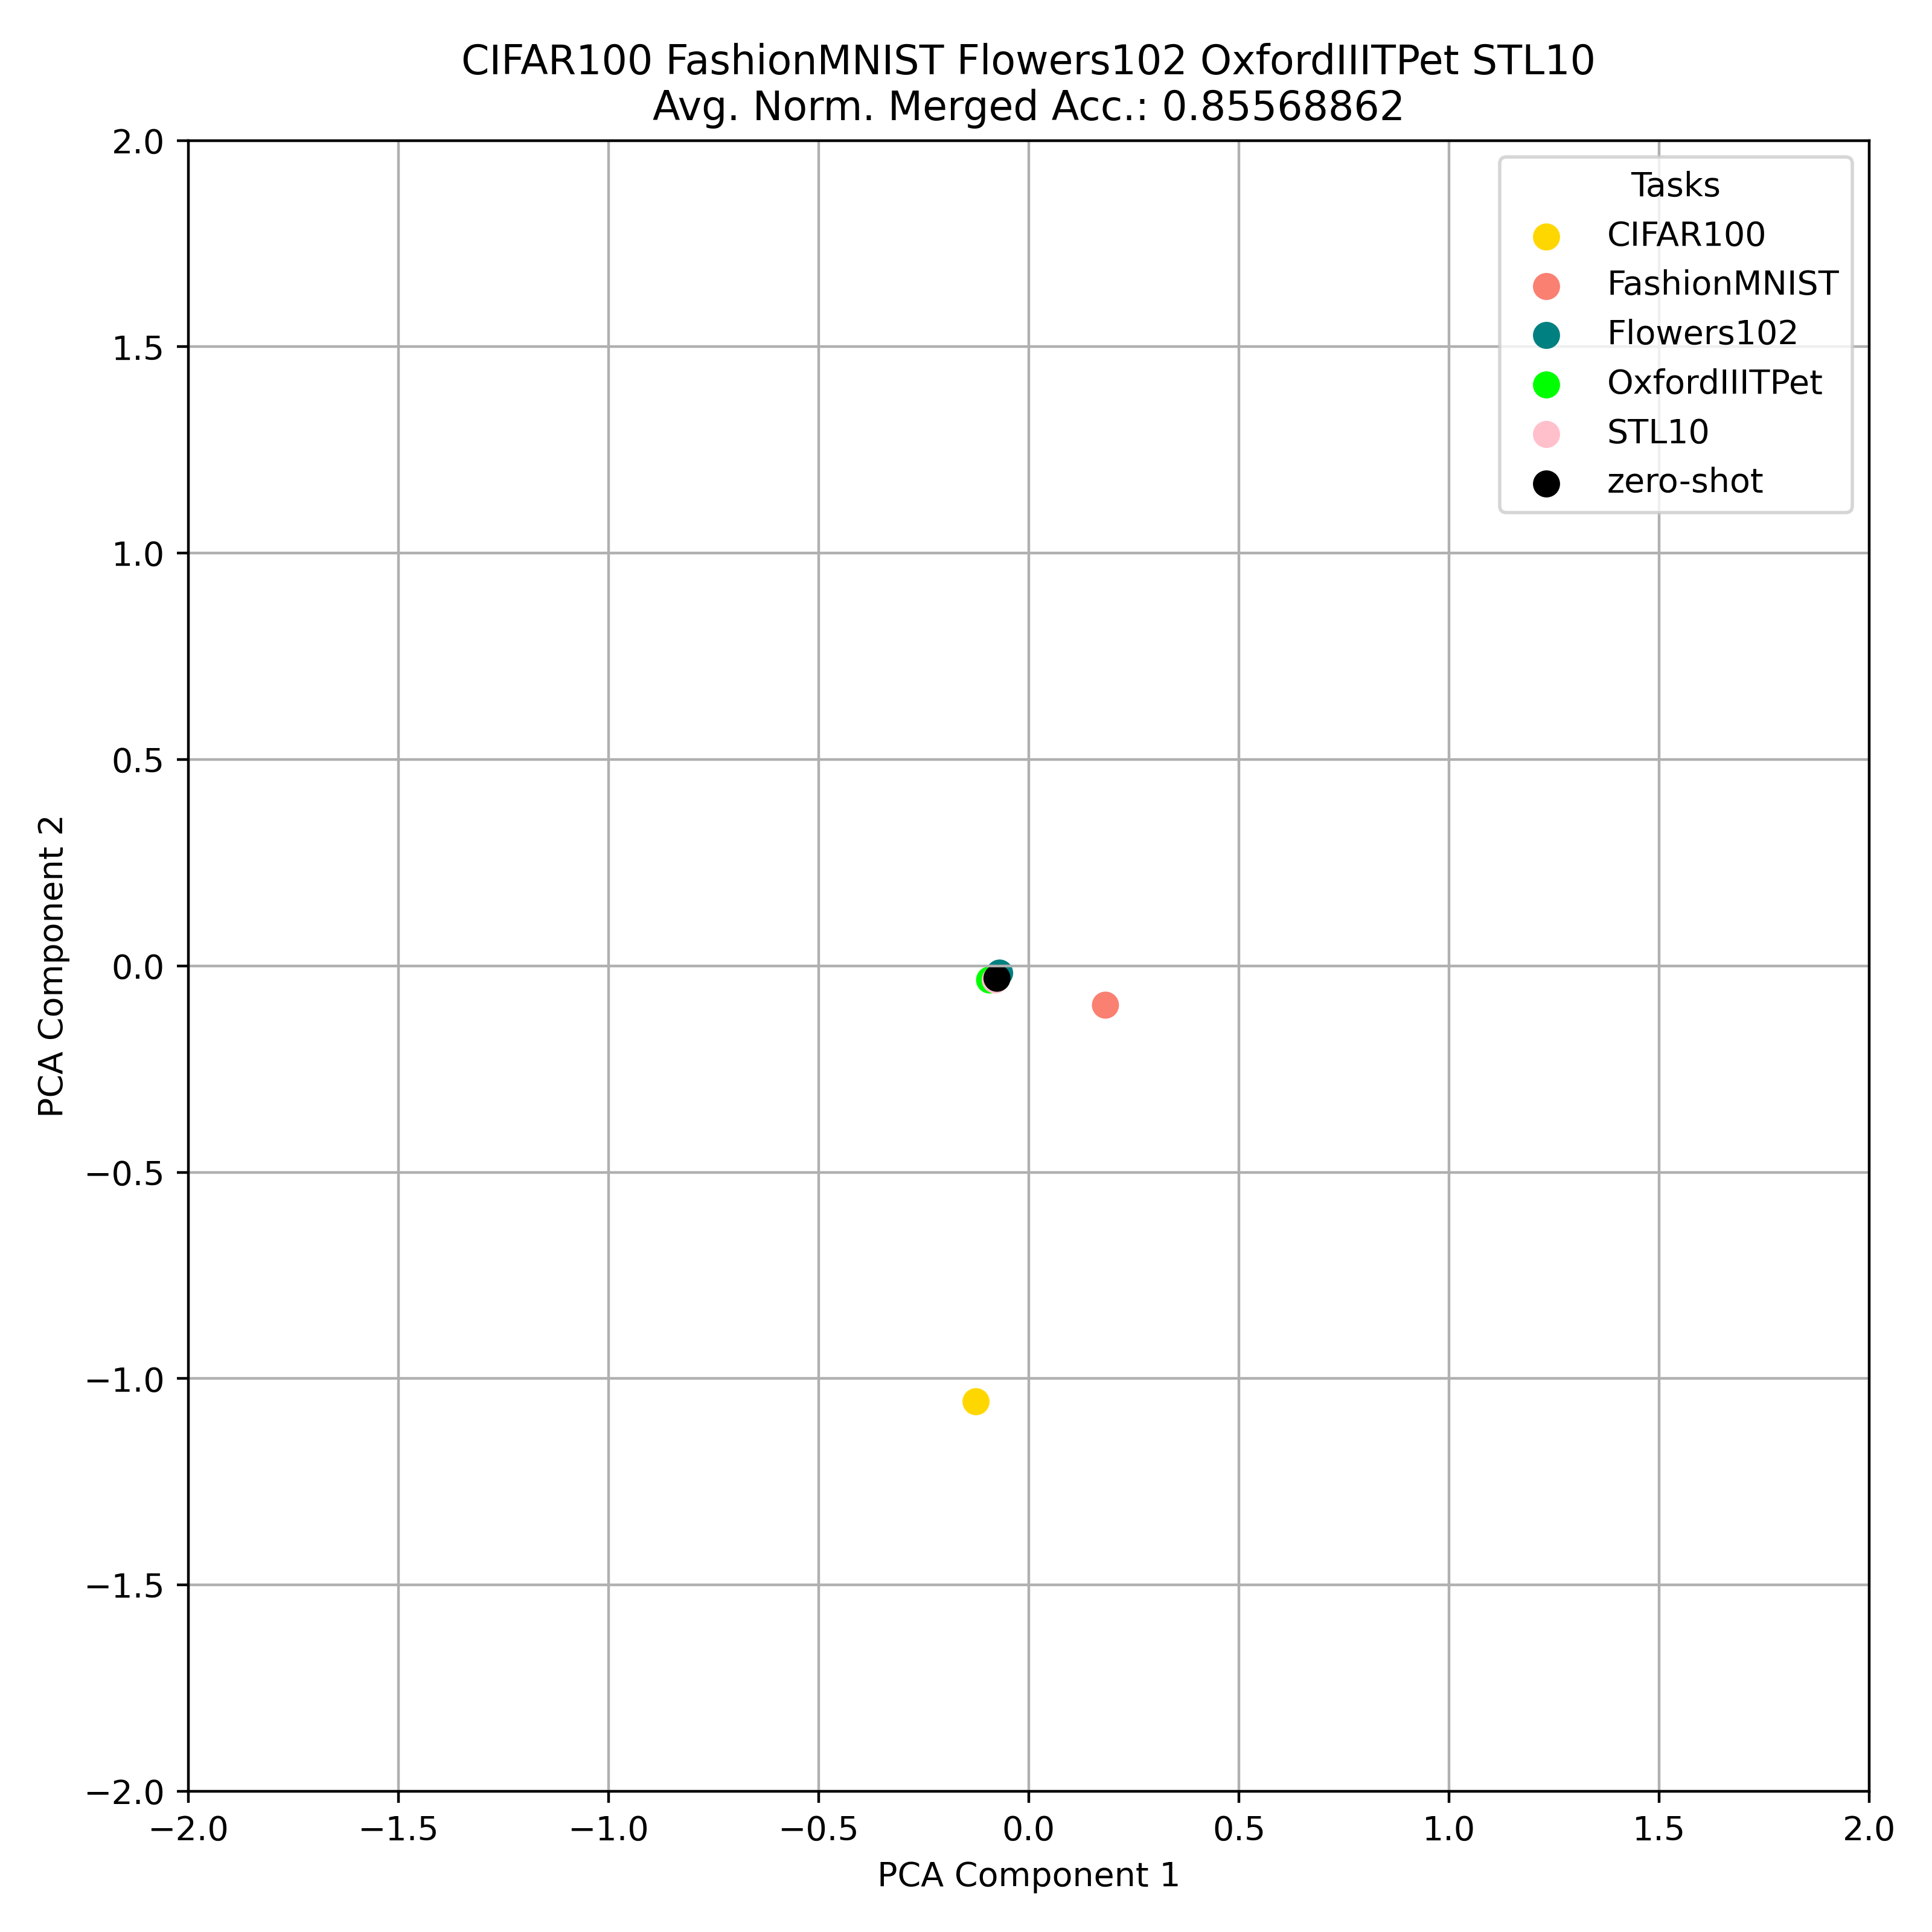 CIFAR100 FashionMNIST Flowers102 OxfordIIITPet STL10
Avg. Norm. Merged Acc.: 0.85568862
Tasks
CIFAR100
FashionMNIST
Flowers102
OxfordIIITPet
STL10
zero-shot
PCA Component 2
2.0
1.5
1.0
0.5
0.0
−0.5
−1.0
−1.5
−2.0
−2.0 −1.5 −1.0 −0.5 0.0 0.5 1.0 1.5 2.0
PCA Component 1